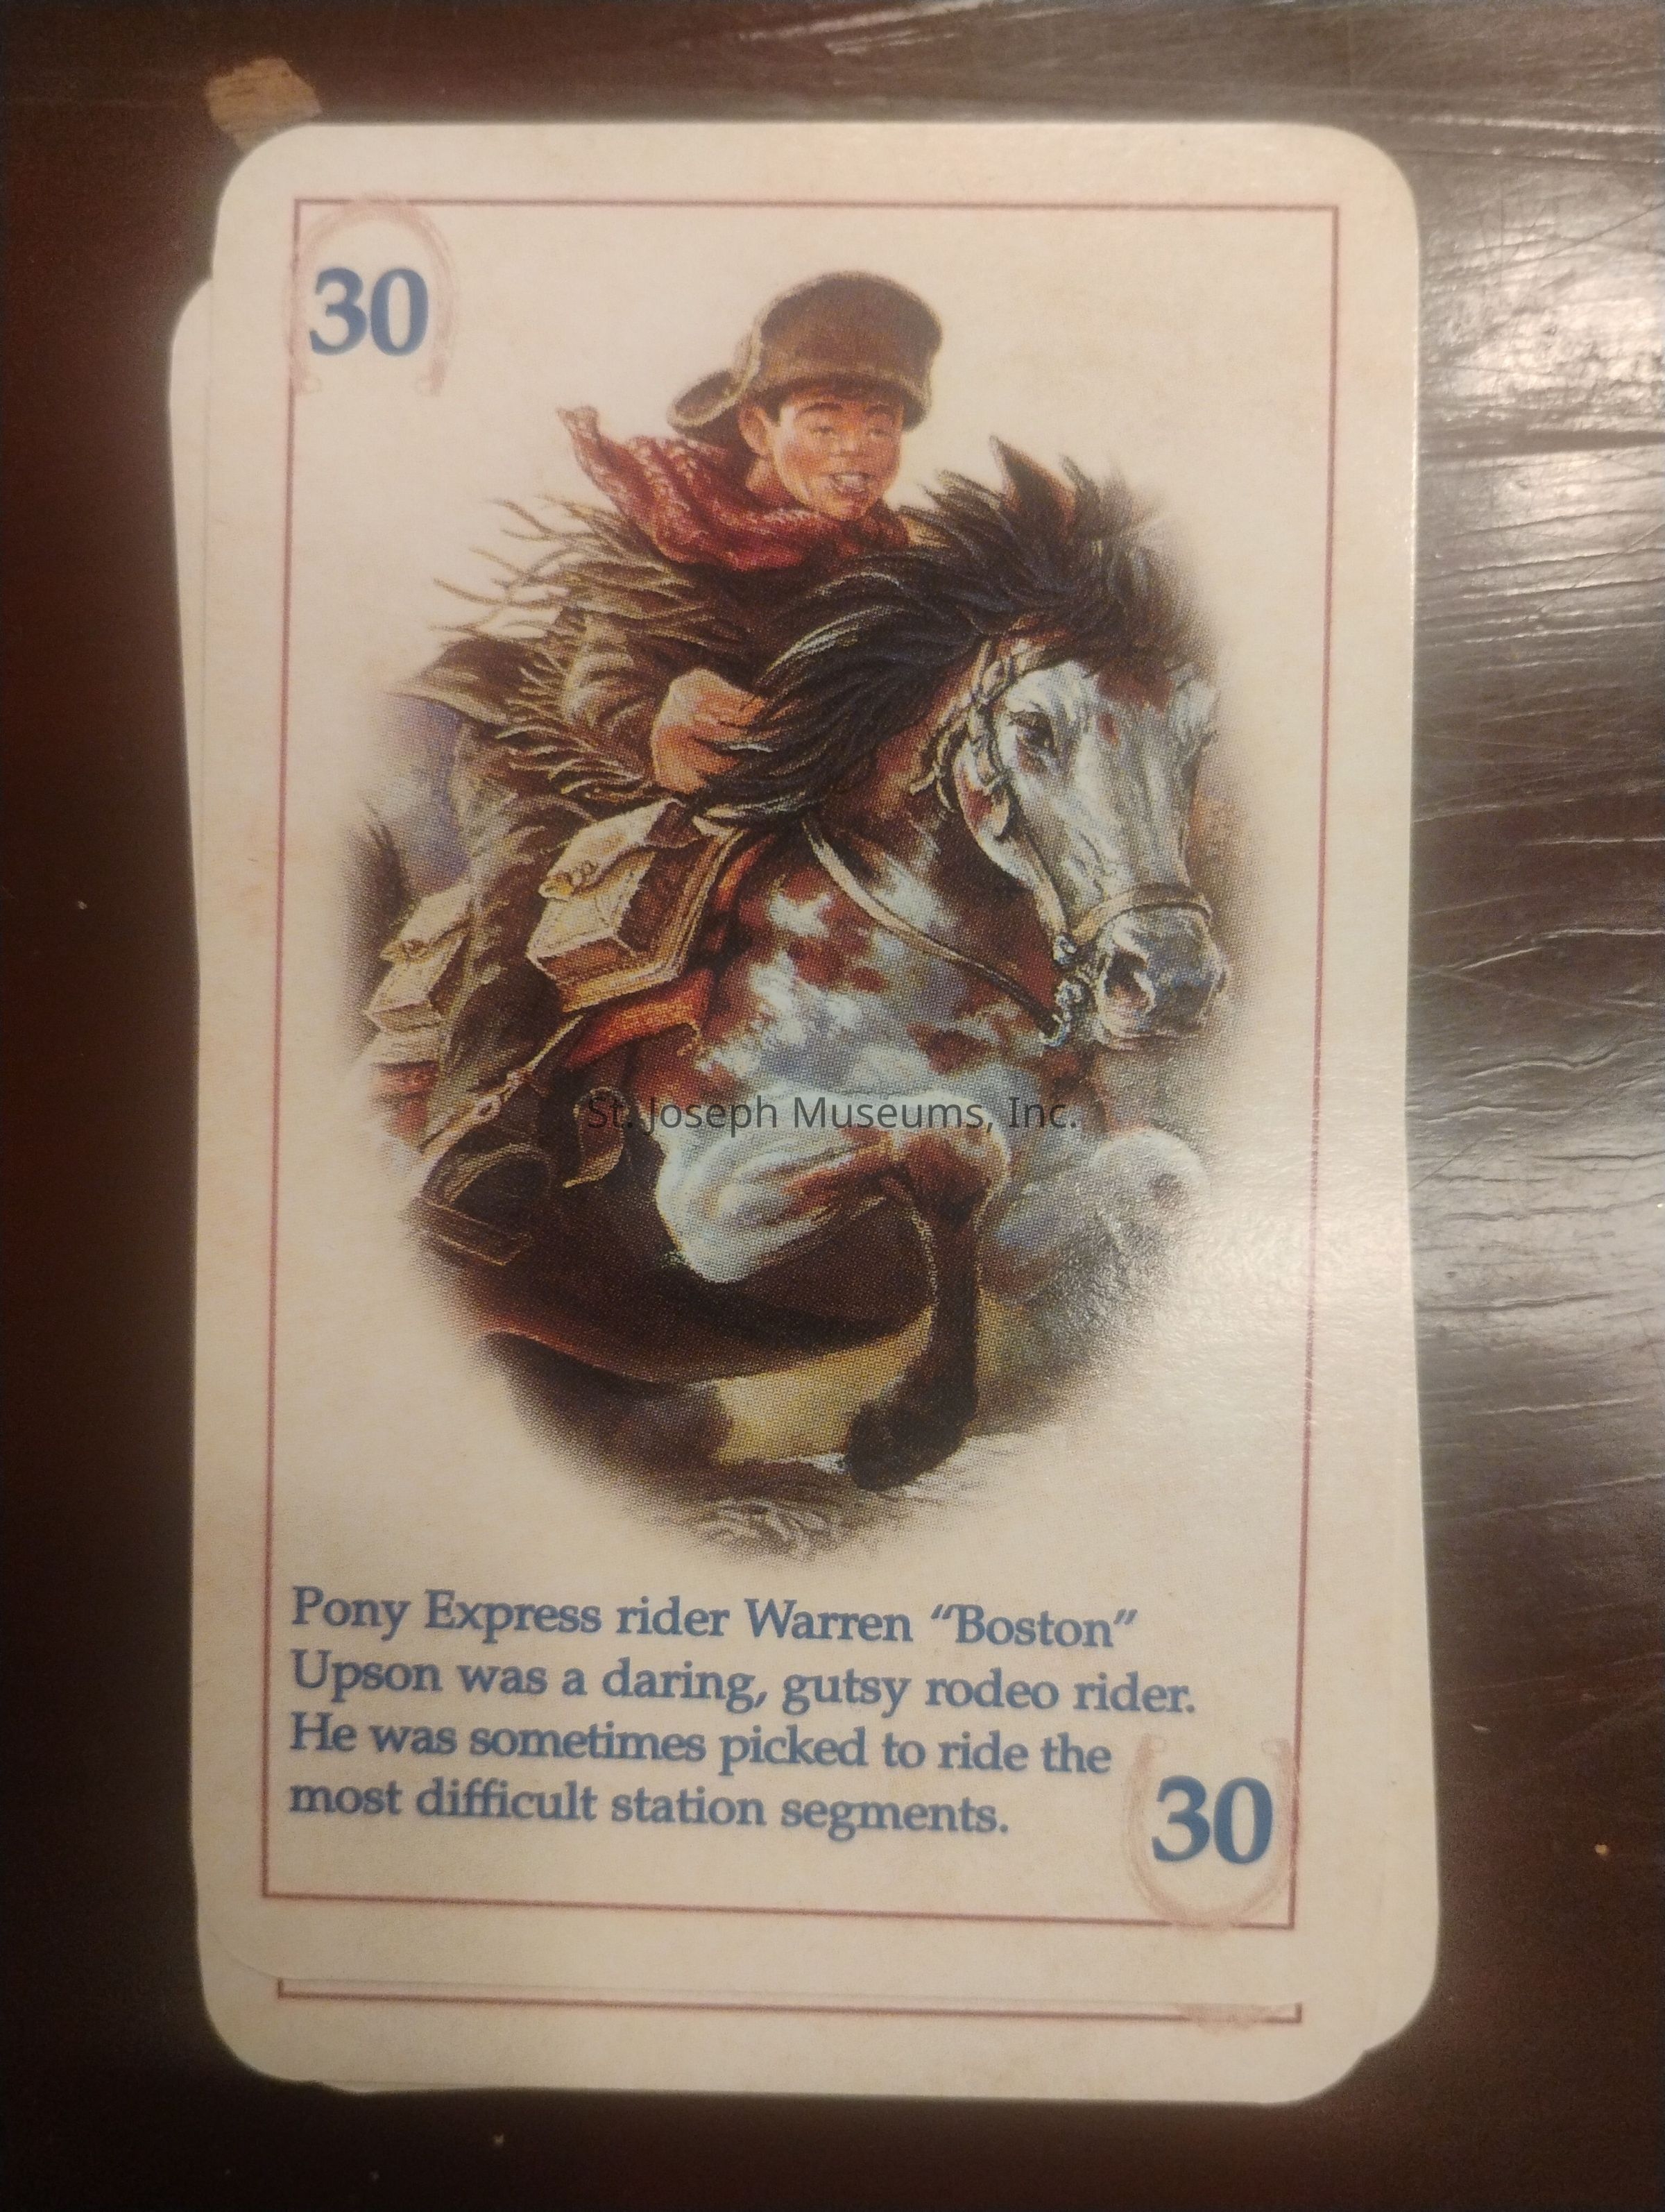 30
St. Joseph Museums, Inc.
Pony Express rider Warren “Boston”
Upson was a daring, gutsy rodeo rider.
He was sometimes picked to ride the
most difficult station segments.
30